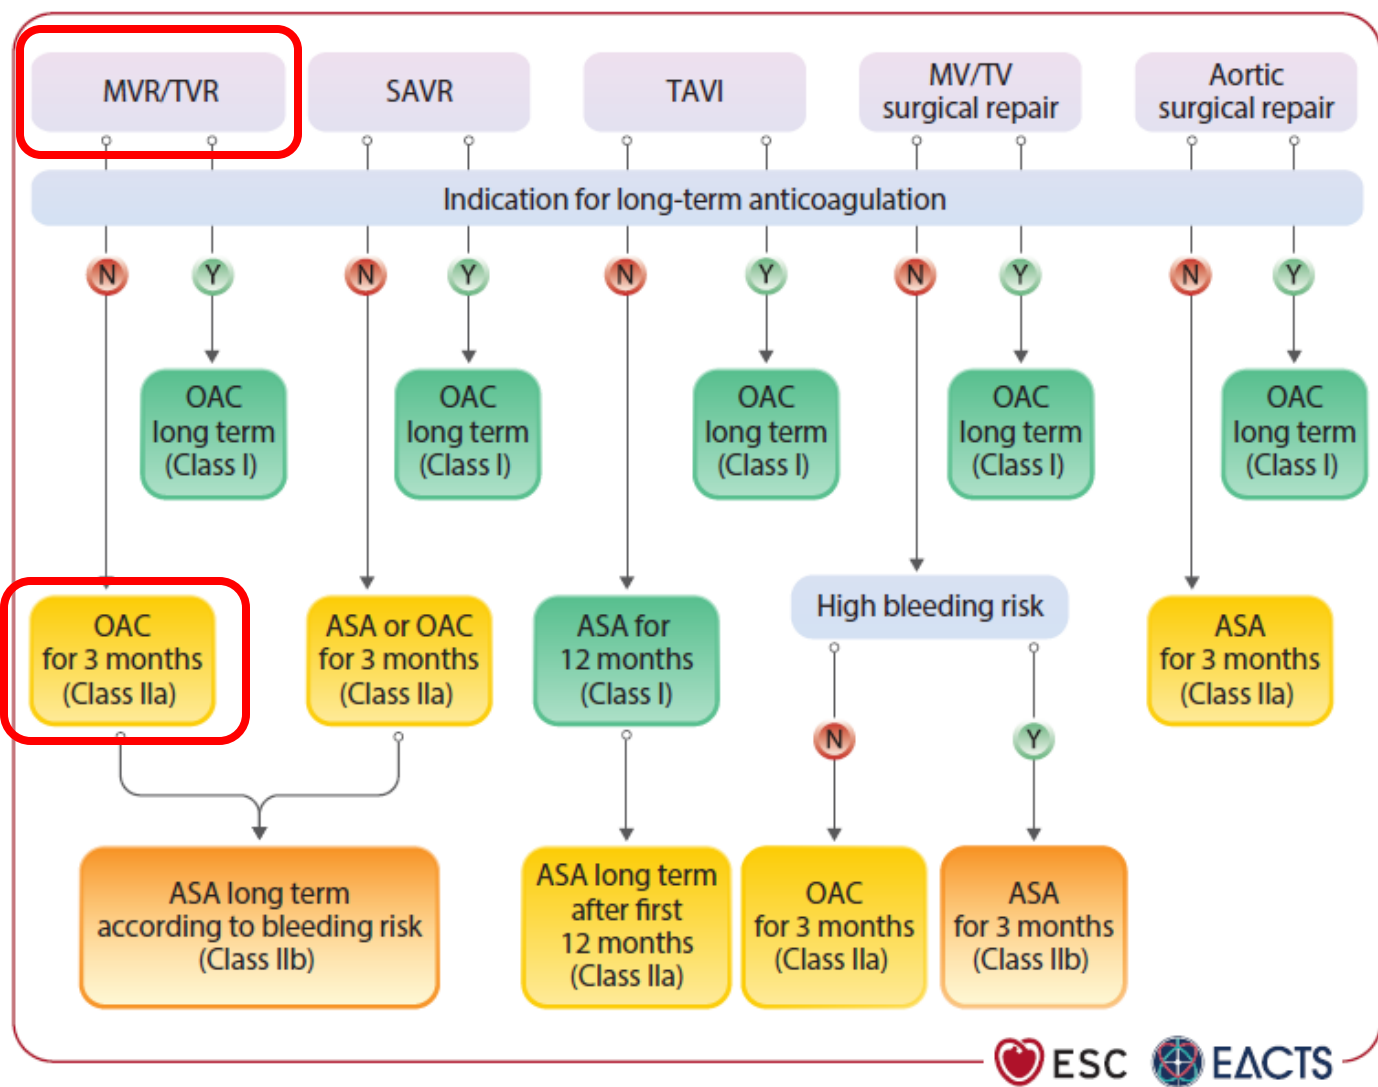 MVR/TVR
SAVR
TAVI
MV/TV
surgical repair
Aortic
surgical repair
Indication for long-term anticoagulation
N
Y
N
Y
N
Y
N
Y
N
Y
OAC
long term
(Class I)
OAC
long term
(Class I)
OAC
long term
(Class I)
OAC
long term
(Class I)
OAC
long term
(Class I)
OAC
for 3 months
(Class IIa)
ASA or OAC
for 3 months
(Class IIa)
ASA for
12 months
(Class I)
High bleeding risk
ASA
for 3 months
(Class IIa)
N
Y
ASA long term
according to bleeding risk
(Class IIb)
ASA long term
after first
12 months
(Class IIa)
OAC
for 3 months
(Class IIa)
ASA
for 3 months
(Class IIb)
ESC
EACTS